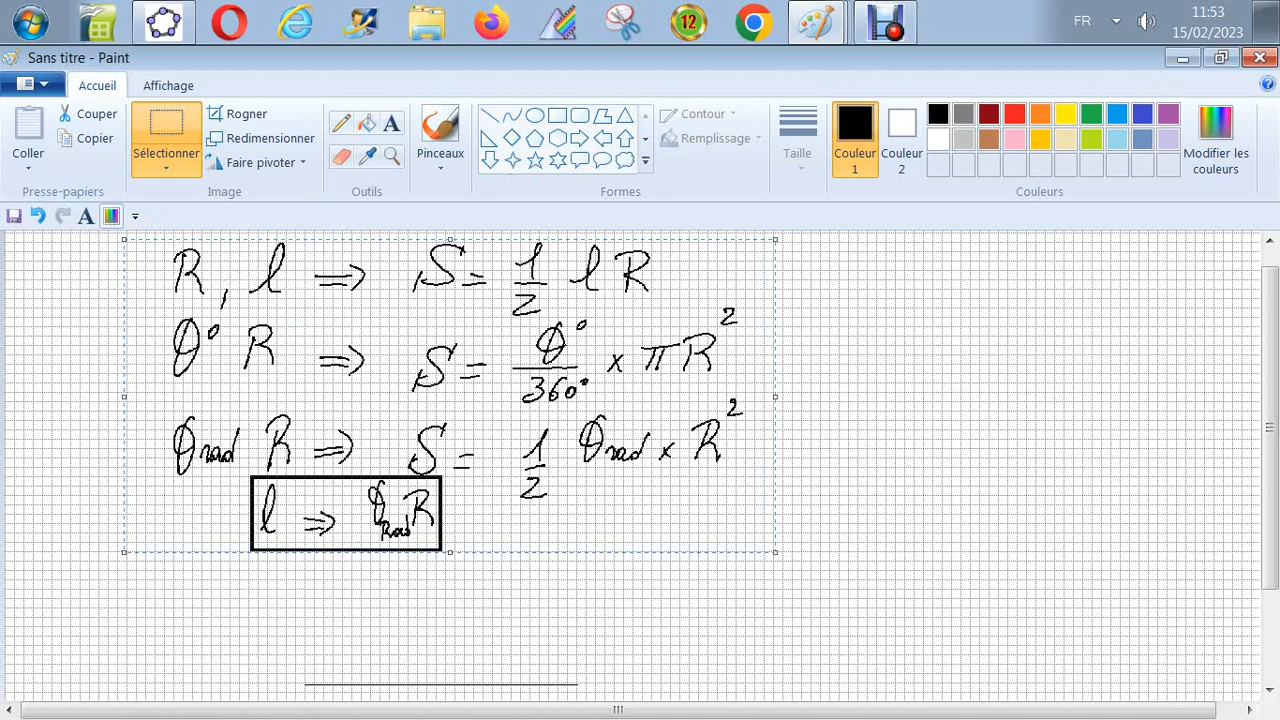 12
FR
11:53
15/02/2023
Sans titre - Paint
Accueil Affichage
Coller
Couper
Copier
Presse-papiers
Sélectionner
Rogner
Redimensionner
Faire pivoter
Image
Outils
Pinceaux
Contour
Remplissage
Formes
Taille
Couleur 1
Couleur 2
Modifier les couleurs
Couleurs
R, l ⇒ S = 1/2 l R
θ° R ⇒ S = θ°/360° × πR²
θrad R ⇒ S = 1/2 θrad × R²
l ⇒ θRad R